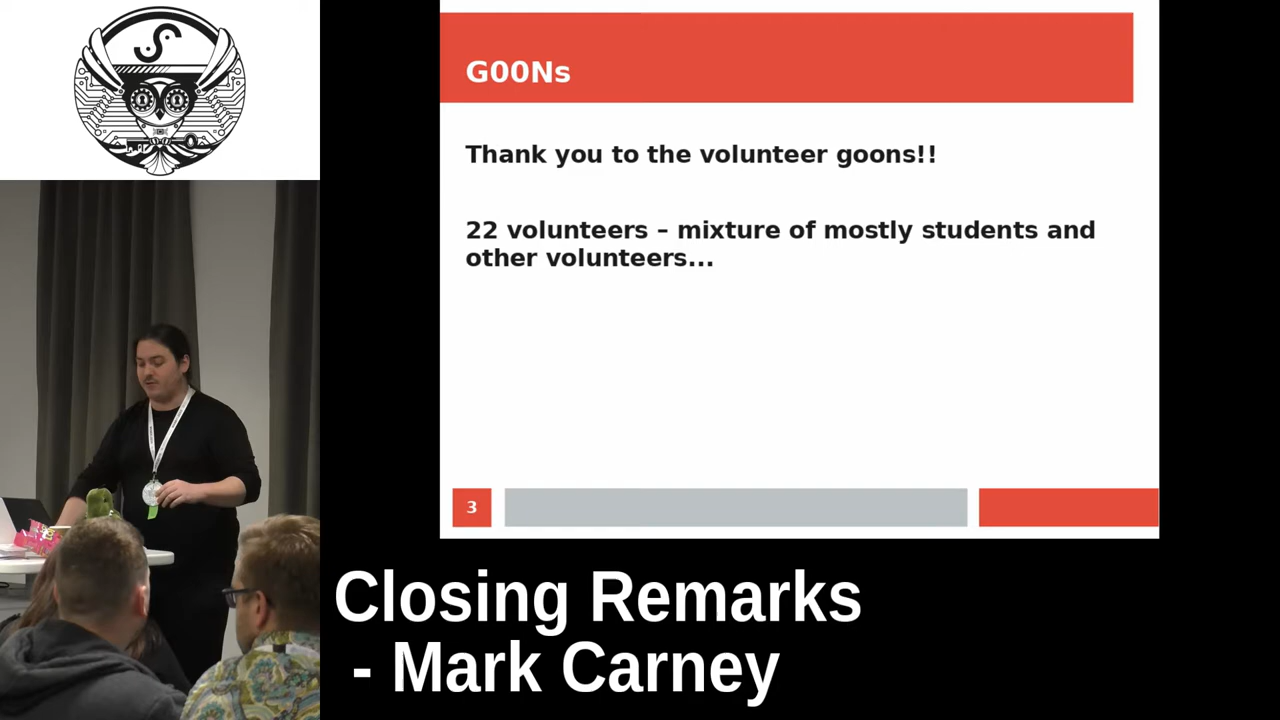 G00Ns
Thank you to the volunteer goons!!
22 volunteers – mixture of mostly students and
other volunteers...
3
Closing Remarks
- Mark Carney